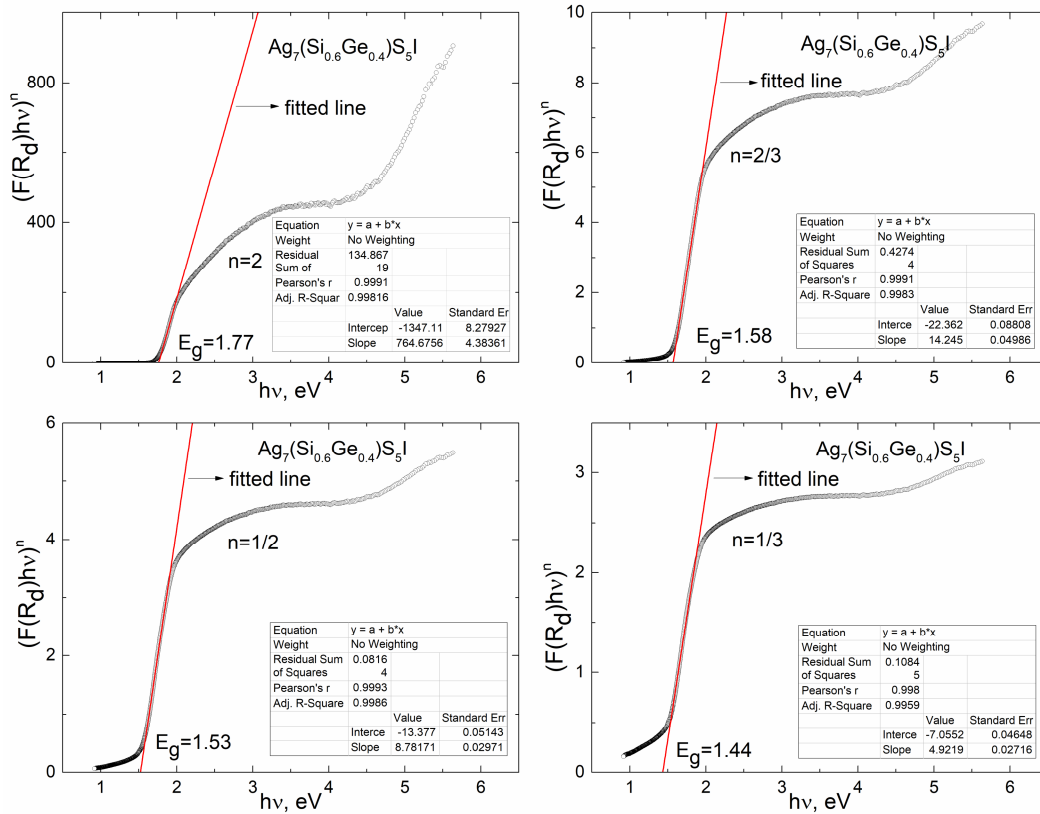 Ag7(Si0.6Ge0.4)S5I
fitted line
n=2
Eg=1.77
Equation y = a + b*x
Weight No Weighting
Residual 134.867
Sum of 19
Pearson's r 0.9991
Adj. R-Square 0.99816
Value Standard Err
Intercep -1347.11 8.27927
Slope 764.6756 4.38361
(F(Rd)hν)^n
0 400 800
1 2 3 4 5 6
hν, eV
Ag7(Si0.6Ge0.4)S5I
fitted line
n=2/3
Eg=1.58
Equation y = a + b*x
Weight No Weighting
Residual Sum 0.4274
of Squares 4
Pearson's r 0.9991
Adj. R-Square 0.9983
Value Standard Err
Interce -22.362 0.08808
Slope 14.245 0.04986
(F(Rd)hν)^n
0 2 4 6 8 10
1 2 3 4 5 6
hν, eV
Ag7(Si0.6Ge0.4)S5I
fitted line
n=1/2
Eg=1.53
Equation y = a + b*x
Weight No Weighting
Residual Sum 0.0816
of Squares 4
Pearson's r 0.9993
Adj. R-Square 0.9986
Value Standard Err
Interce -13.377 0.05143
Slope 8.78171 0.02971
(F(Rd)hν)^n
0 2 4 6
1 2 3 4 5 6
hν, eV
Ag7(Si0.6Ge0.4)S5I
fitted line
n=1/3
Eg=1.44
Equation y = a + b*x
Weight No Weighting
Residual Sum 0.1084
of Squares 5
Pearson's r 0.998
Adj. R-Square 0.9959
Value Standard Err
Interce -7.0552 0.04648
Slope 4.9219 0.02716
(F(Rd)hν)^n
0 1 2 3
1 2 3 4 5 6
hν, eV